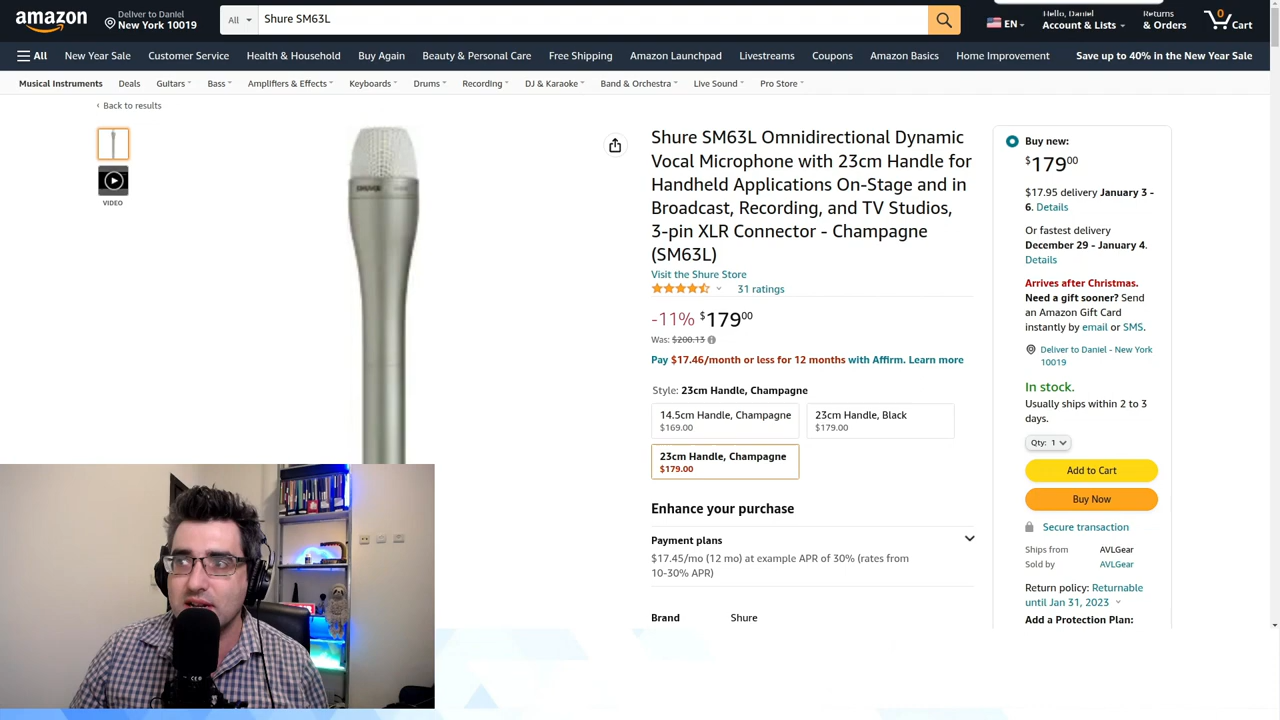 amazon
Deliver to Daniel
New York 10019
All
Shure SM63L
EN
Hello, Daniel
Account & Lists
Returns
& Orders
0
Cart
All
New Year Sale
Customer Service
Health & Household
Buy Again
Beauty & Personal Care
Free Shipping
Amazon Launchpad
Livestreams
Coupons
Amazon Basics
Home Improvement
Save up to 40% in the New Year Sale
Musical Instruments
Deals
Guitars
Bass
Amplifiers & Effects
Keyboards
Drums
Recording
DJ & Karaoke
Band & Orchestra
Live Sound
Pro Store
‹ Back to results
VIDEO
SHURE
Shure SM63L Omnidirectional Dynamic
Vocal Microphone with 23cm Handle for
Handheld Applications On-Stage and in
Broadcast, Recording, and TV Studios,
3-pin XLR Connector - Champagne
(SM63L)
Visit the Shure Store
31 ratings
-11% $179 00
Was: $200.13
Pay $17.46/month or less for 12 months with Affirm. Learn more
Style: 23cm Handle, Champagne
14.5cm Handle, Champagne
$169.00
23cm Handle, Black
$179.00
23cm Handle, Champagne
$179.00
Enhance your purchase
Payment plans
$17.45/mo (12 mo) at example APR of 30% (rates from
10-30% APR)
Brand Shure
Buy new:
$179 00
$17.95 delivery January 3 -
6. Details
Or fastest delivery
December 29 - January 4.
Details
Arrives after Christmas.
Need a gift sooner? Send
an Amazon Gift Card
instantly by email or SMS.
Deliver to Daniel - New York
10019
In stock.
Usually ships within 2 to 3
days.
Qty: 1
Add to Cart
Buy Now
Secure transaction
Ships from AVLGear
Sold by AVLGear
Return policy: Returnable
until Jan 31, 2023
Add a Protection Plan: